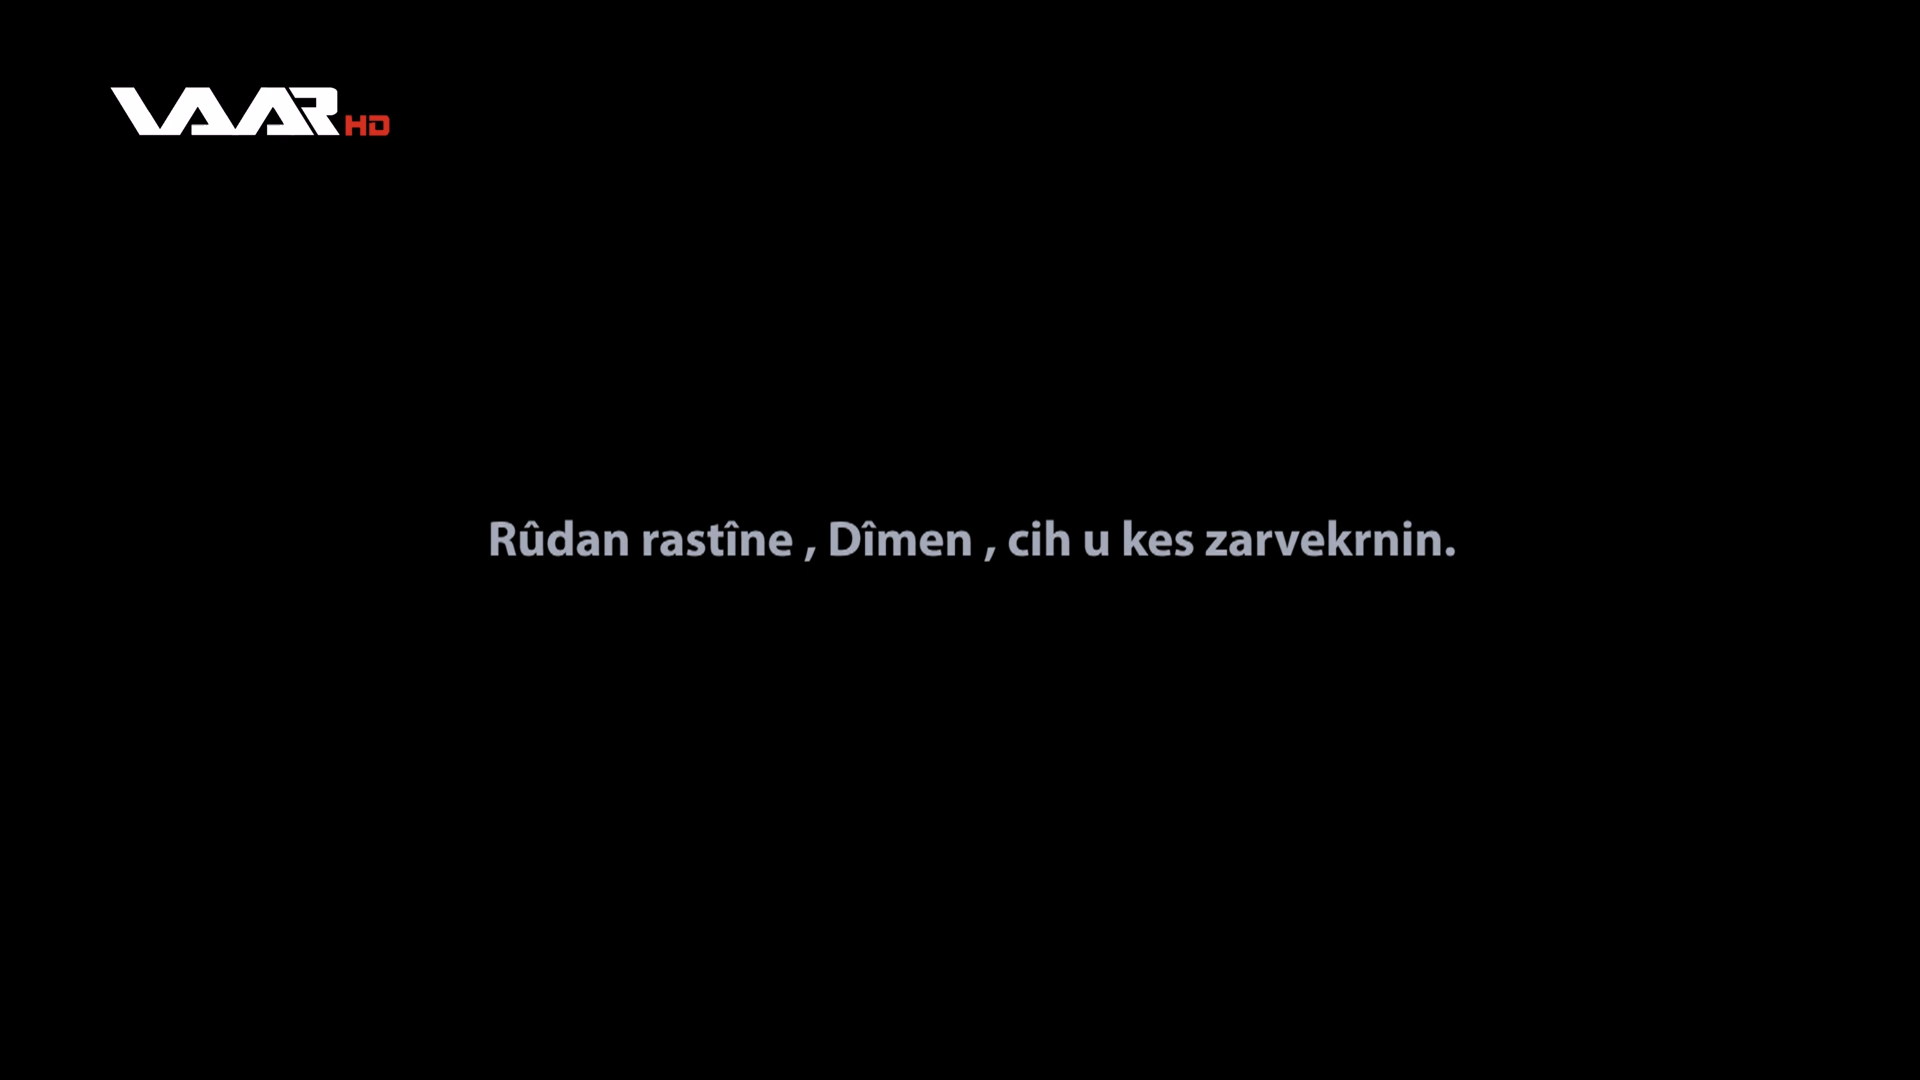 VAAR HD
Rûdan rastîne , Dîmen , cih u kes zarvekrnin.